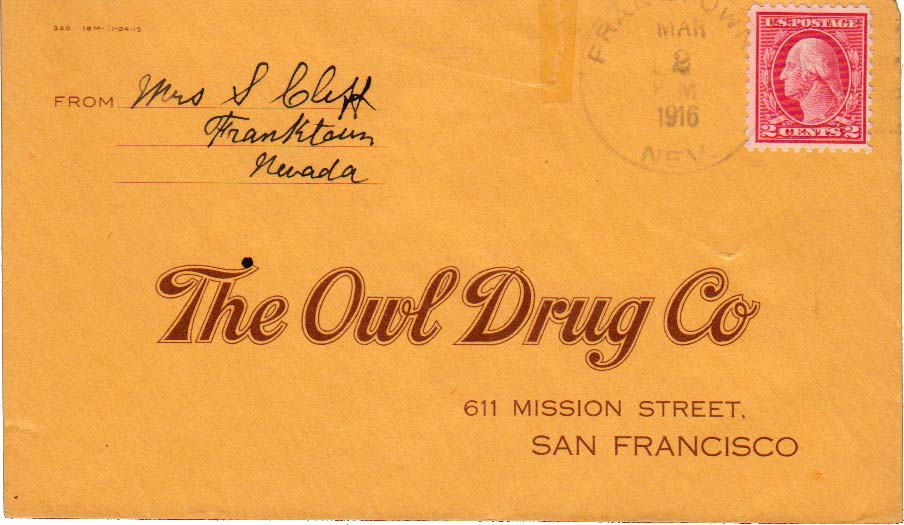 320 18M-11-24-15
FROM Mrs S Cliff
Franktown
Nevada
FRANKTOWN
MAR
2
P.M
1916
NEV.
U.S. POSTAGE
2 CENTS 2
The Owl Drug Co
611 MISSION STREET,
SAN FRANCISCO